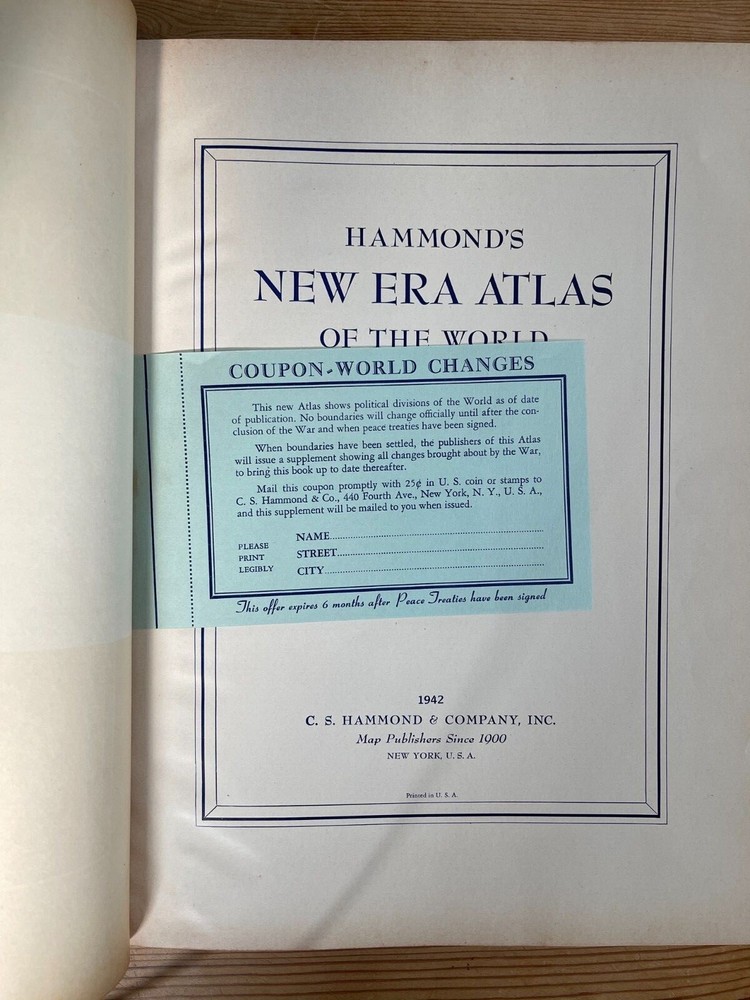 HAMMOND'S
NEW ERA ATLAS
OF THE WORLD
COUPON-WORLD CHANGES
This new Atlas shows political divisions of the World as of date
of publication. No boundaries will change officially until after the con-
clusion of the War and when peace treaties have been signed.
When boundaries have been settled, the publishers of this Atlas
will issue a supplement showing all changes brought about by the War,
to bring this book up to date thereafter.
Mail this coupon promptly with 25¢ in U. S. coin or stamps to
C. S. Hammond & Co., 440 Fourth Ave., New York, N. Y., U. S. A.,
and this supplement will be mailed to you when issued.
PLEASE
PRINT
LEGIBLY
NAME
STREET
CITY
This offer expires 6 months after Peace Treaties have been signed
1942
C. S. HAMMOND & COMPANY, INC.
Map Publishers Since 1900
NEW YORK, U. S. A.
Printed in U. S. A.